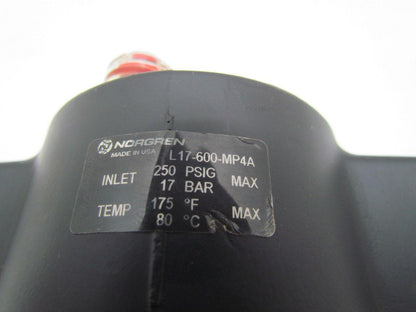 NORGREN
MADE IN USA L17-600-MP4A
INLET 250 PSIG MAX
17 BAR
TEMP 175 °F MAX
80 °C